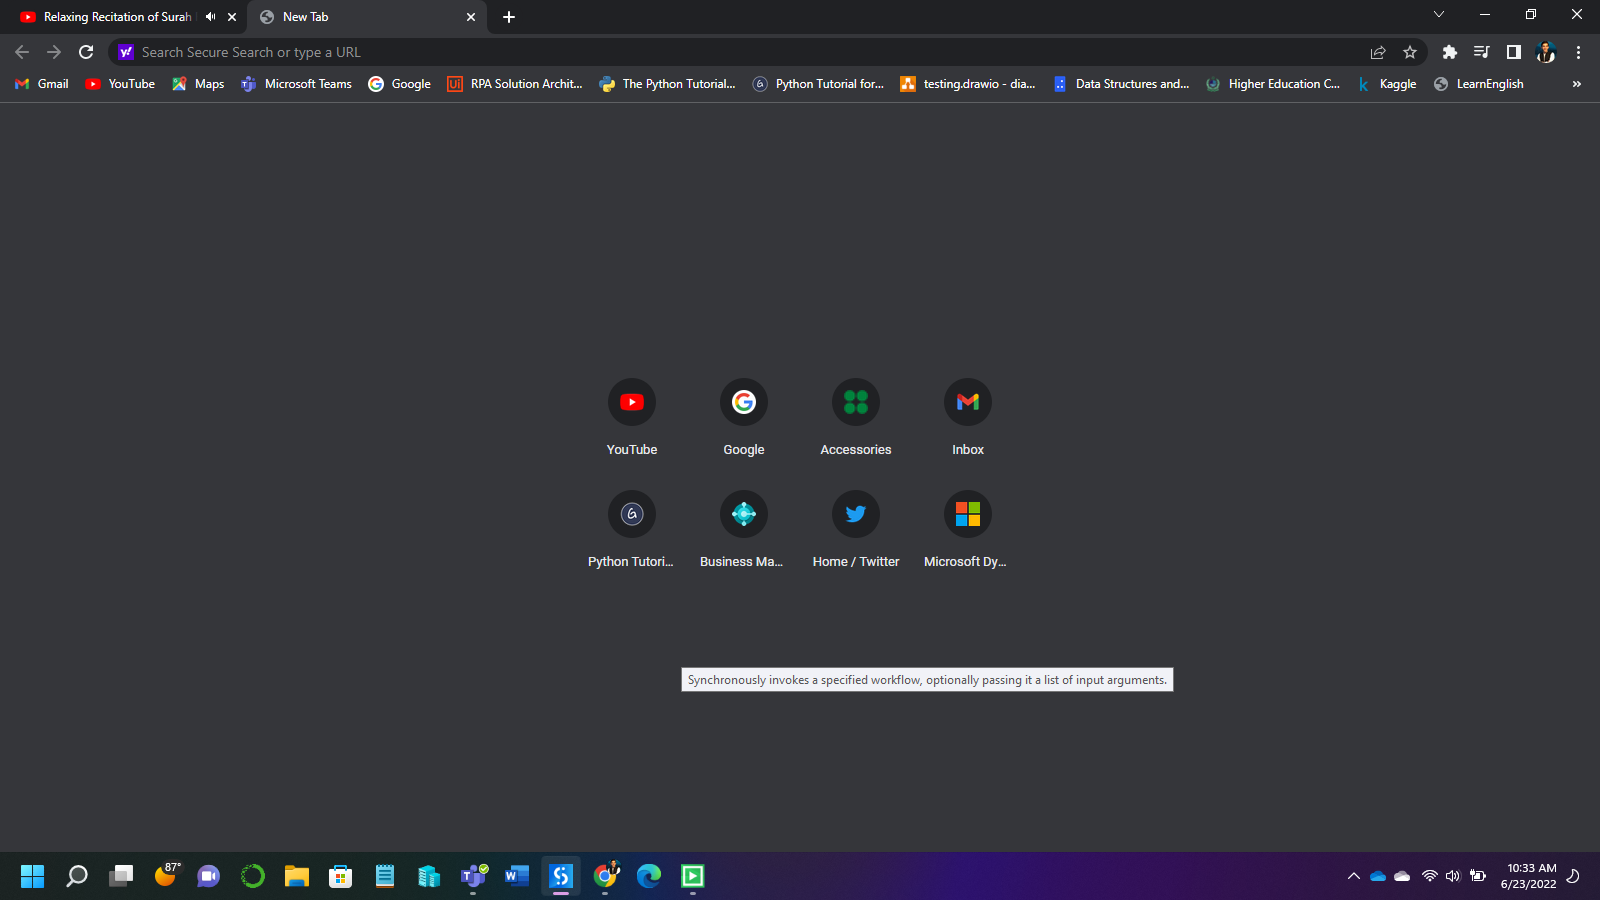 Relaxing Recitation of Surah
New Tab
Search Secure Search or type a URL
Gmail
YouTube
Maps
Microsoft Teams
Google
RPA Solution Archit...
The Python Tutorial...
Python Tutorial for...
testing.drawio - dia...
Data Structures and...
Higher Education C...
Kaggle
LearnEnglish
YouTube
Google
Accessories
Inbox
Python Tutori...
Business Ma...
Home / Twitter
Microsoft Dy...
Synchronously invokes a specified workflow, optionally passing it a list of input arguments.
87°
10:33 AM
6/23/2022